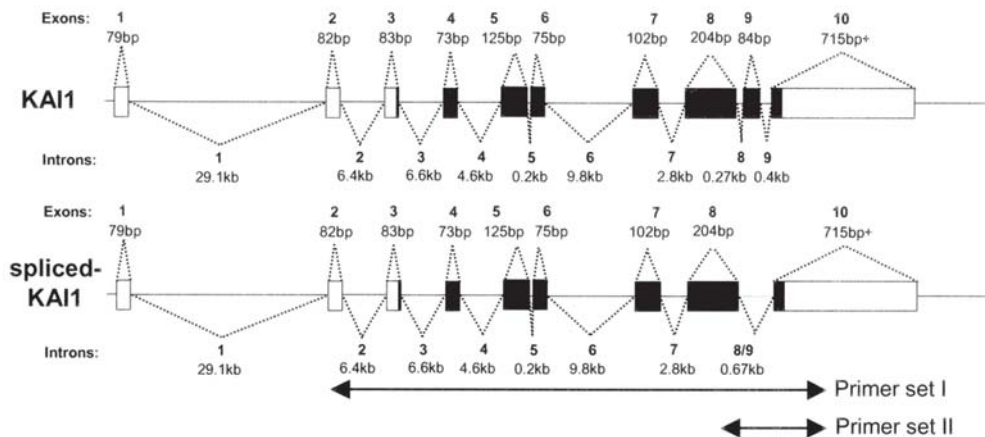 Exons: 1 2 3 4 5 6 7 8 9 10
79bp 82bp 83bp 73bp 125bp 75bp 102bp 204bp 84bp 715bp+
KAI1
Introns: 1 2 3 4 5 6 7 8 9
29.1kb 6.4kb 6.6kb 4.6kb 0.2kb 9.8kb 2.8kb 0.27kb 0.4kb
Exons: 1 2 3 4 5 6 7 8 10
79bp 82bp 83bp 73bp 125bp 75bp 102bp 204bp 715bp+
spliced-
KAI1
Introns: 1 2 3 4 5 6 7 8/9
29.1kb 6.4kb 6.6kb 4.6kb 0.2kb 9.8kb 2.8kb 0.67kb
Primer set I
Primer set II